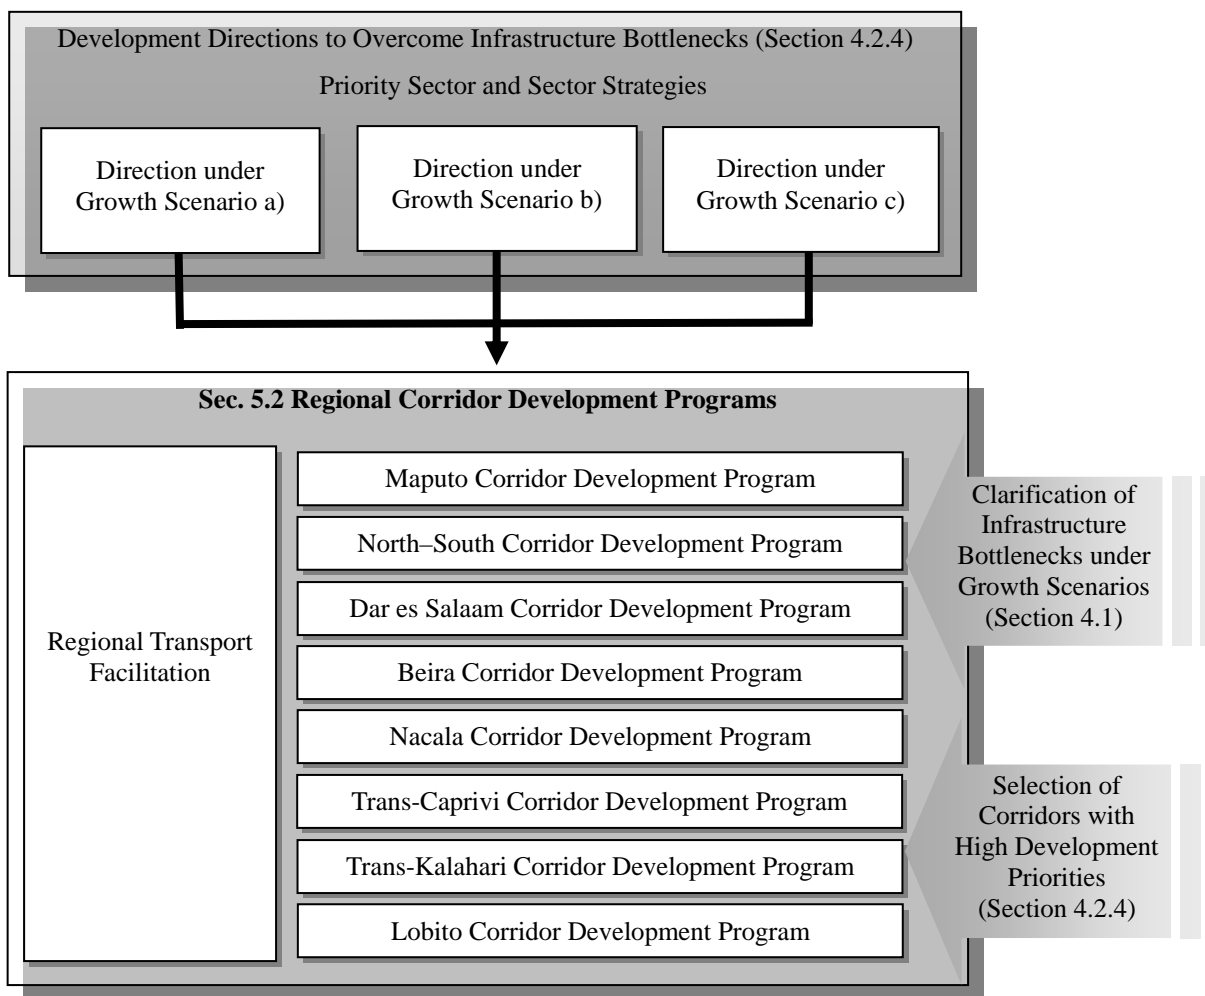 Development Directions to Overcome Infrastructure Bottlenecks (Section 4.2.4)
Priority Sector and Sector Strategies
Direction under
Growth Scenario a)
Direction under
Growth Scenario b)
Direction under
Growth Scenario c)
Sec. 5.2 Regional Corridor Development Programs
Regional Transport
Facilitation
Maputo Corridor Development Program
North–South Corridor Development Program
Dar es Salaam Corridor Development Program
Beira Corridor Development Program
Nacala Corridor Development Program
Trans-Caprivi Corridor Development Program
Trans-Kalahari Corridor Development Program
Lobito Corridor Development Program
Clarification of
Infrastructure
Bottlenecks under
Growth Scenarios
(Section 4.1)
Selection of
Corridors with
High Development
Priorities
(Section 4.2.4)